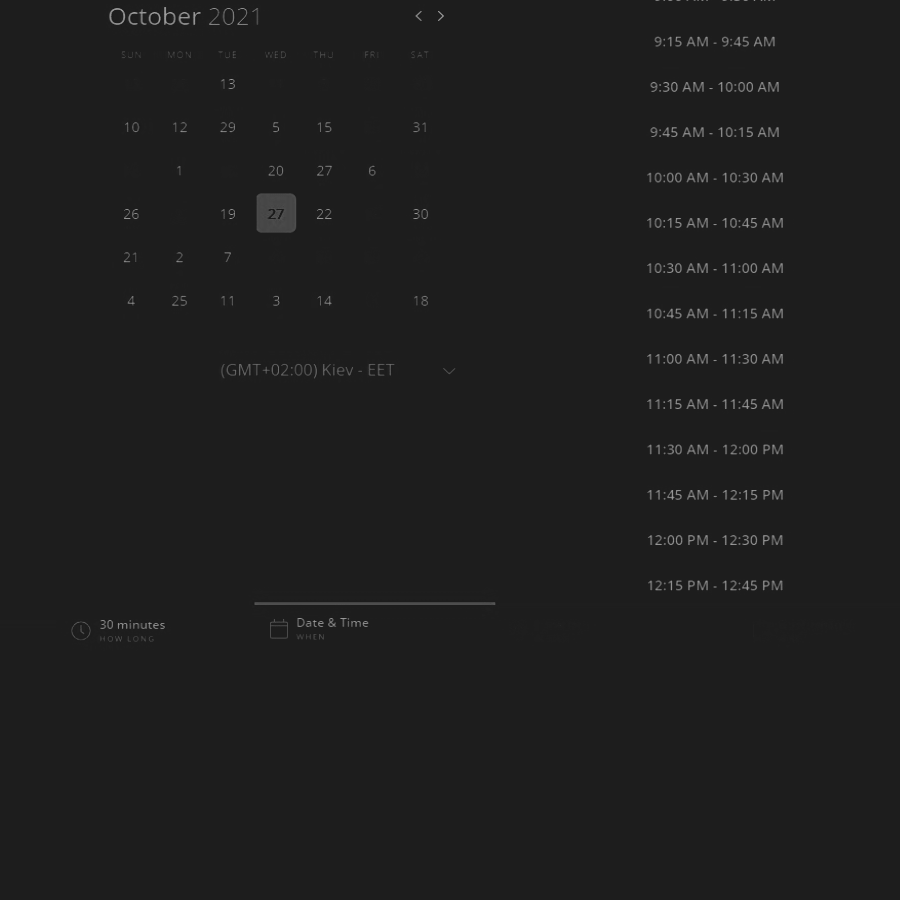 October 2021
SUN MON TUE WED THU FRI SAT
13
10 12 29 5 15 31
1 20 27 6
26 19 27 22 30
21 2 7
4 25 11 3 14 18
(GMT+02:00) Kiev - EET
9:15 AM - 9:45 AM
9:30 AM - 10:00 AM
9:45 AM - 10:15 AM
10:00 AM - 10:30 AM
10:15 AM - 10:45 AM
10:30 AM - 11:00 AM
10:45 AM - 11:15 AM
11:00 AM - 11:30 AM
11:15 AM - 11:45 AM
11:30 AM - 12:00 PM
11:45 AM - 12:15 PM
12:00 PM - 12:30 PM
12:15 PM - 12:45 PM
30 minutes
HOW LONG
Date & Time
WHEN